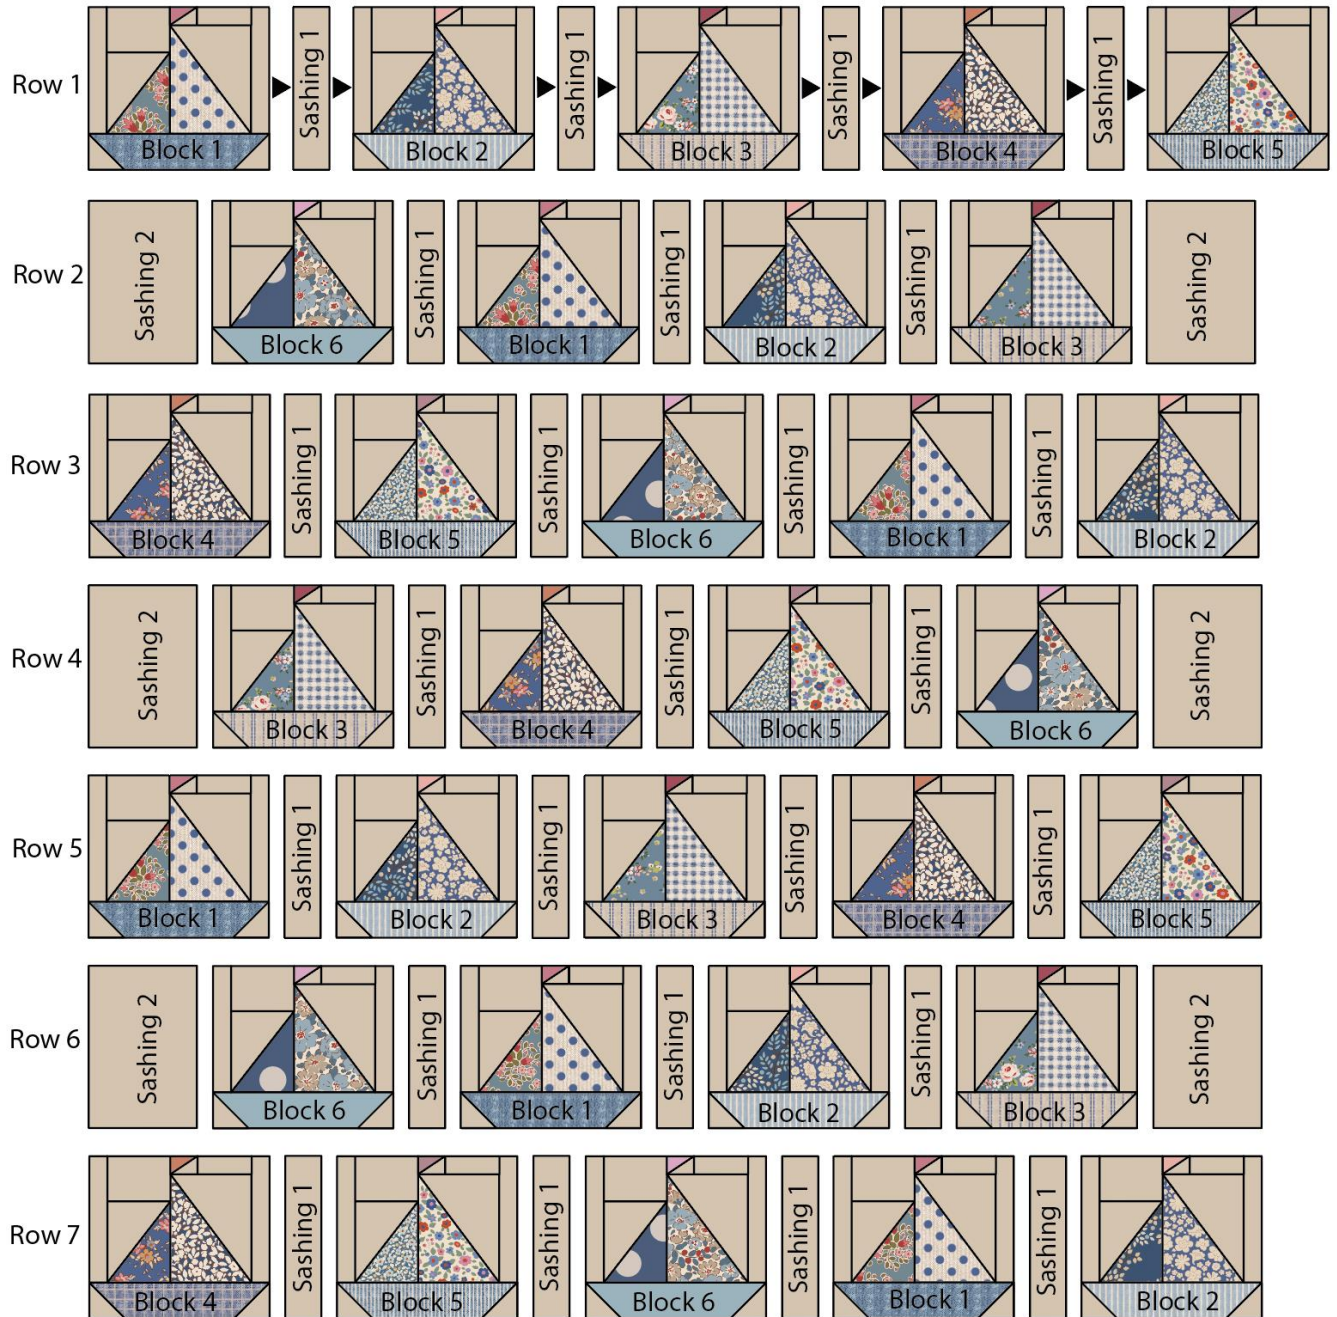 Row 1 Block 1 Sashing 1 Block 2 Sashing 1 Block 3 Sashing 1 Block 4 Sashing 1 Block 5
Row 2 Sashing 2 Block 6 Sashing 1 Block 1 Sashing 1 Block 2 Sashing 1 Block 3 Sashing 2
Row 3 Block 4 Sashing 1 Block 5 Sashing 1 Block 6 Sashing 1 Block 1 Sashing 1 Block 2
Row 4 Sashing 2 Block 3 Sashing 1 Block 4 Sashing 1 Block 5 Sashing 1 Block 6 Sashing 2
Row 5 Block 1 Sashing 1 Block 2 Sashing 1 Block 3 Sashing 1 Block 4 Sashing 1 Block 5
Row 6 Sashing 2 Block 6 Sashing 1 Block 1 Sashing 1 Block 2 Sashing 1 Block 3 Sashing 2
Row 7 Block 4 Sashing 1 Block 5 Sashing 1 Block 6 Sashing 1 Block 1 Sashing 1 Block 2